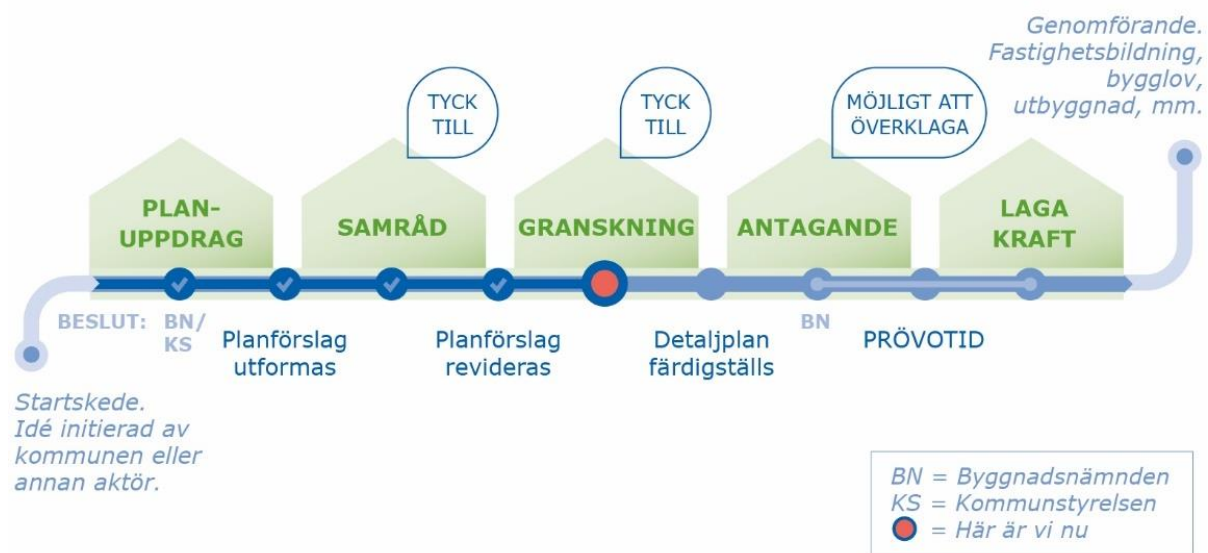 Genomförande.
Fastighetsbildning,
bygglov,
utbyggnad, mm.
TYCK
TILL
TYCK
TILL
MÖJLIGT ATT
ÖVERKLAGA
PLAN-
UPPDRAG
SAMRÅD
GRANSKNING
ANTAGANDE
LAGA
KRAFT
BESLUT:
BN/
KS
Planförslag
utformas
Planförslag
revideras
Detaljplan
färdigställs
BN
PRÖVOTID
Startskede.
Idé initierad av
kommunen eller
annan aktör.
BN = Byggnadsnämnden
KS = Kommunstyrelsen
= Här är vi nu